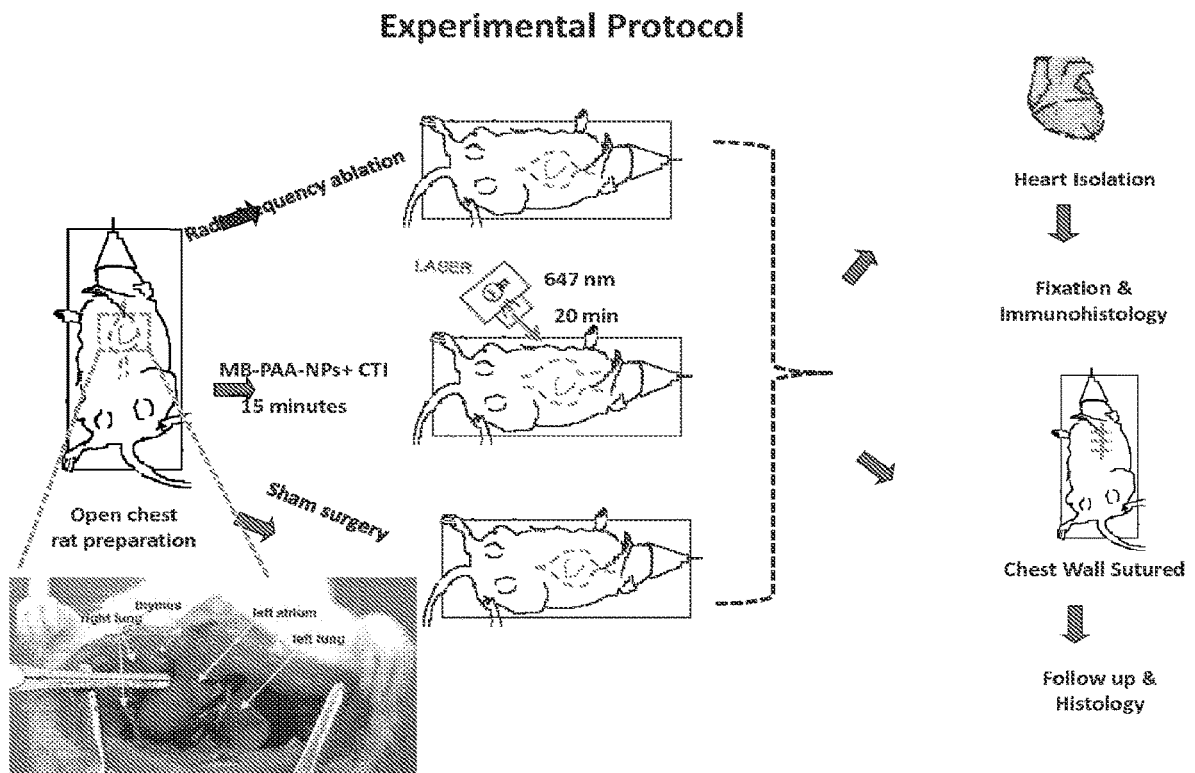 Experimental Protocol
Radiofrequency ablation
LASER
647 nm
20 min
MB-PAA-NPs+ CTI
15 minutes
Sham surgery
Open chest
rat preparation
thymus
right lung
left atrium
left lung
Heart Isolation
Fixation &
Immunohistology
Chest Wall Sutured
Follow up &
Histology